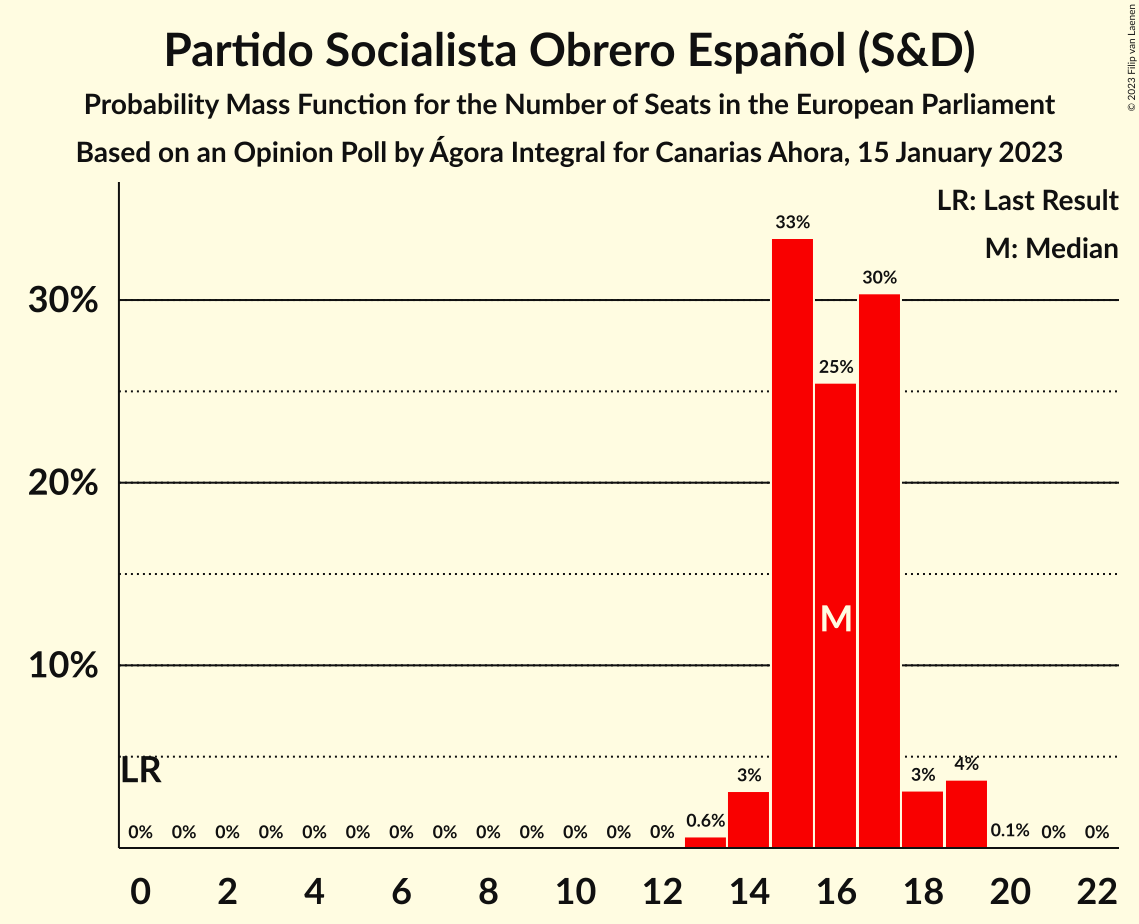 Partido Socialista Obrero Español (S&D)
Probability Mass Function for the Number of Seats in the European Parliament
Based on an Opinion Poll by Ágora Integral for Canarias Ahora, 15 January 2023
© 2023 Filip van Laenen
LR: Last Result
M: Median
33%
30%
30%
25%
20%
M
10%
LR
3%
3%
4%
0.6%
0% 0% 0% 0% 0% 0% 0% 0% 0% 0% 0% 0% 0% 0.1% 0% 0%
0 2 4 6 8 10 12 14 16 18 20 22